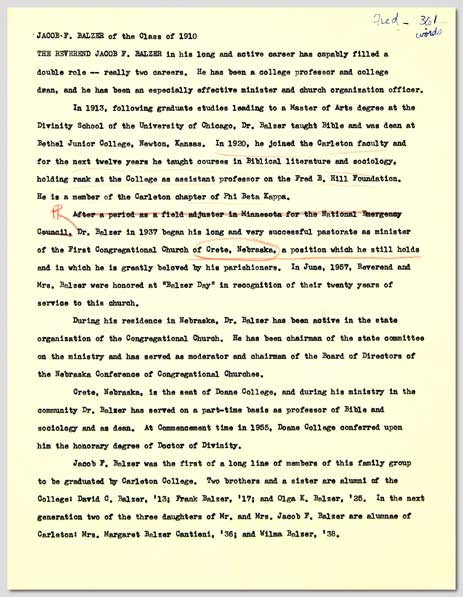 Fred - 361
words
JACOB F. BALZER of the Class of 1910
THE REVEREND JACOB F. BALZER in his long and active career has capably filled a
double role -- really two careers. He has been a college professor and college
dean, and he has been an especially effective minister and church organization officer.
In 1913, following graduate studies leading to a Master of Arts degree at the
Divinity School of the University of Chicago, Dr. Balzer taught Bible and was dean at
Bethel Junior College, Newton, Kansas. In 1920, he joined the Carleton faculty and
for the next twelve years he taught courses in Biblical literature and sociology,
holding rank at the College as assistant professor on the Fred B. Hill Foundation.
He is a member of the Carleton chapter of Phi Beta Kappa.
After a period as a field adjuster in Minnesota for the National Emergency
Council, Dr. Balzer in 1937 began his long and very successful pastorate as minister
of the First Congregational Church of Crete, Nebraska, a position which he still holds
and in which he is greatly beloved by his parishioners. In June, 1957, Reverend and
Mrs. Balzer were honored at "Balzer Day" in recognition of their twenty years of
service to this church.
During his residence in Nebraska, Dr. Balzer has been active in the state
organization of the Congregational Church. He has been chairman of the state committee
on the ministry and has served as moderator and chairman of the Board of Directors of
the Nebraska Conference of Congregational Churches.
Crete, Nebraska, is the seat of Doane College, and during his ministry in the
community Dr. Balzer has served on a part-time basis as professor of Bible and
sociology and as dean. At Commencement time in 1955, Doane College conferred upon
him the honorary degree of Doctor of Divinity.
Jacob F. Balzer was the first of a long line of members of this family group
to be graduated by Carleton College. Two brothers and a sister are alumni of the
College: David C. Balzer, '13; Frank Balzer, '17; and Olga K. Balzer, '25. In the next
generation two of the three daughters of Mr. and Mrs. Jacob F. Balzer are alumnae of
Carleton: Mrs. Margaret Balzer Cantieni, '36; and Wilma Balzer, '38.